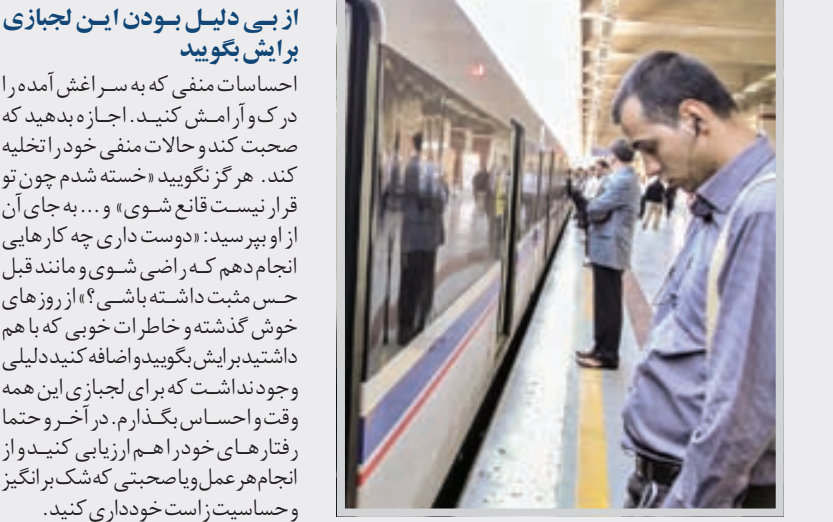 از بی دلیل بودن این لجبازی
برایش بگویید
احساسات منفی که به سراغش آمده را
درک و آرامش کنید. اجازه بدهید که
صحبت کند و حالات منفی خود را تخلیه
کند. هرگز نگویید «خسته شدم چون تو
قرار نیست قانع شوی» و... به جای آن
از او بپرسید: «دوست داری چه کارهایی
انجام دهم که راضی شوی و مانند قبل
حس مثبت داشته باشی؟» از روزهای
خوش گذشته و خاطرات خوبی که با هم
داشتید برایش بگویید و اضافه کنید دلیلی
وجود نداشت که برای لجبازی این همه
وقت و احساس بگذارم. در آخر و حتما
رفتارهای خود را هم ارزیابی کنید و از
انجام هر عمل و یا صحبتی که شک برانگیز
و حساسیت زاست خودداری کنید.